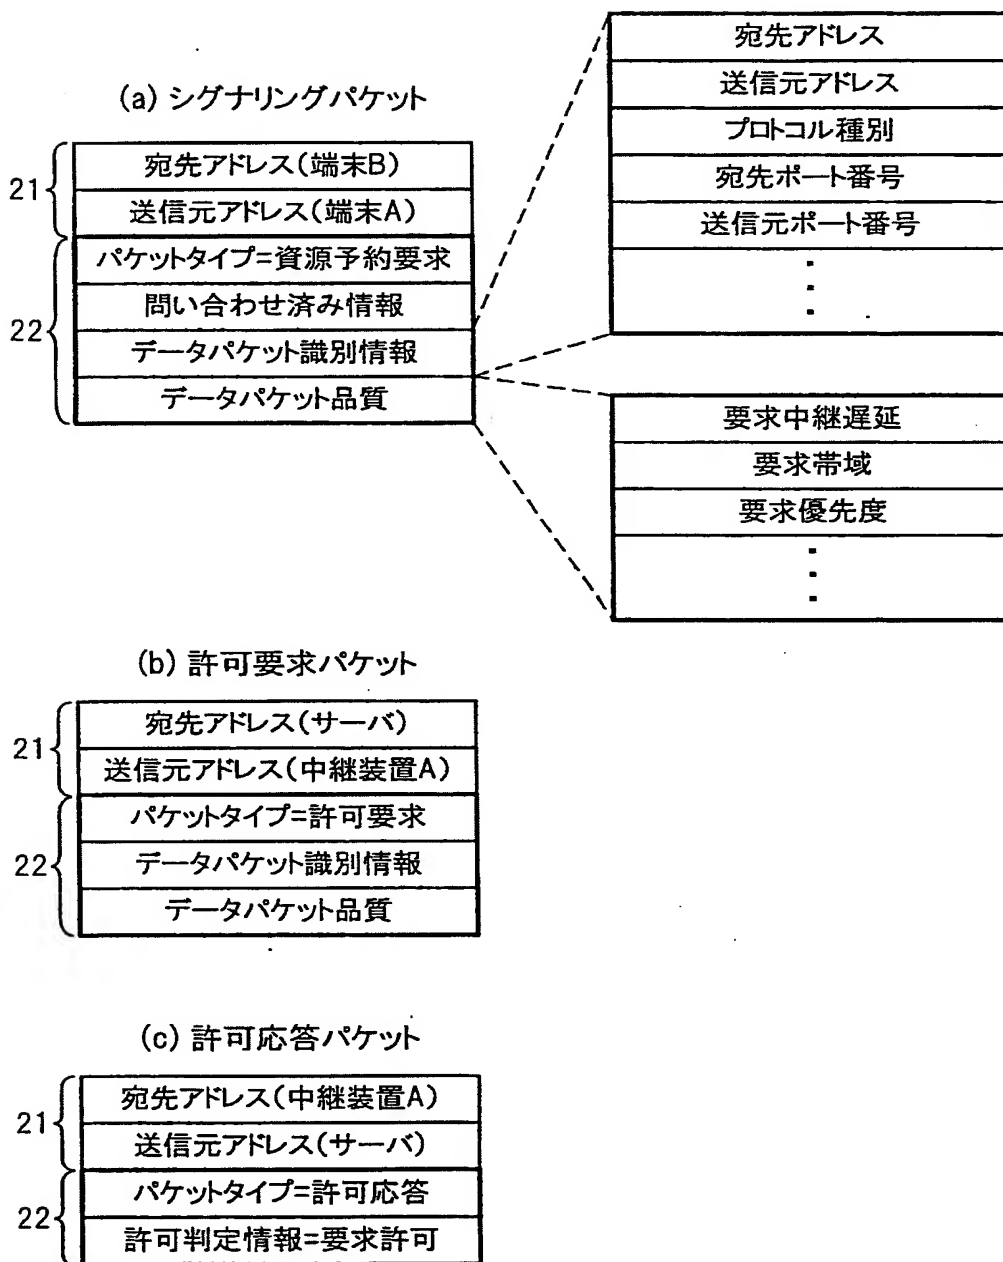 (a) シグナリングパケット
21
宛先アドレス(端末B)
送信元アドレス(端末A)
22
パケットタイプ=資源予約要求
問い合わせ済み情報
データパケット識別情報
データパケット品質
宛先アドレス
送信元アドレス
プロトコル種別
宛先ポート番号
送信元ポート番号
要求中継遅延
要求帯域
要求優先度
(b) 許可要求パケット
21
宛先アドレス(サーバ)
送信元アドレス(中継装置A)
22
パケットタイプ=許可要求
データパケット識別情報
データパケット品質
(c) 許可応答パケット
21
宛先アドレス(中継装置A)
送信元アドレス(サーバ)
22
パケットタイプ=許可応答
許可判定情報=要求許可